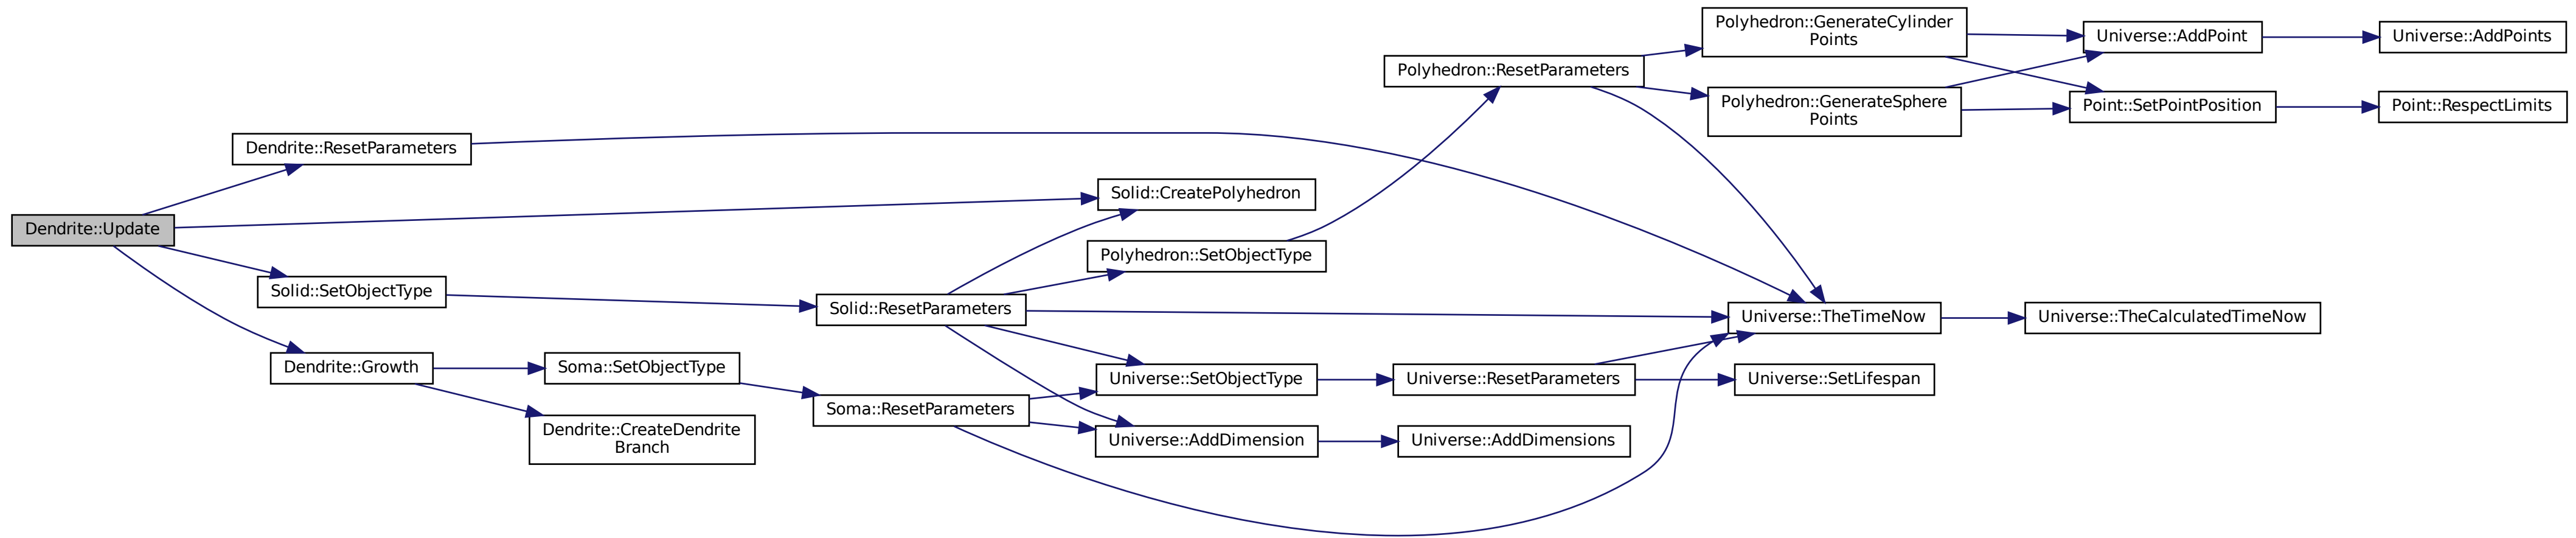 Dendrite::Update
Dendrite::ResetParameters
Solid::SetObjectType
Dendrite::Growth
Soma::SetObjectType
Dendrite::CreateDendrite
Branch
Solid::ResetParameters
Soma::ResetParameters
Solid::CreatePolyhedron
Polyhedron::SetObjectType
Universe::SetObjectType
Universe::AddDimension
Polyhedron::ResetParameters
Universe::ResetParameters
Universe::AddDimensions
Polyhedron::GenerateCylinder
Points
Polyhedron::GenerateSphere
Points
Universe::TheTimeNow
Universe::SetLifespan
Universe::AddPoint
Point::SetPointPosition
Universe::TheCalculatedTimeNow
Universe::AddPoints
Point::RespectLimits